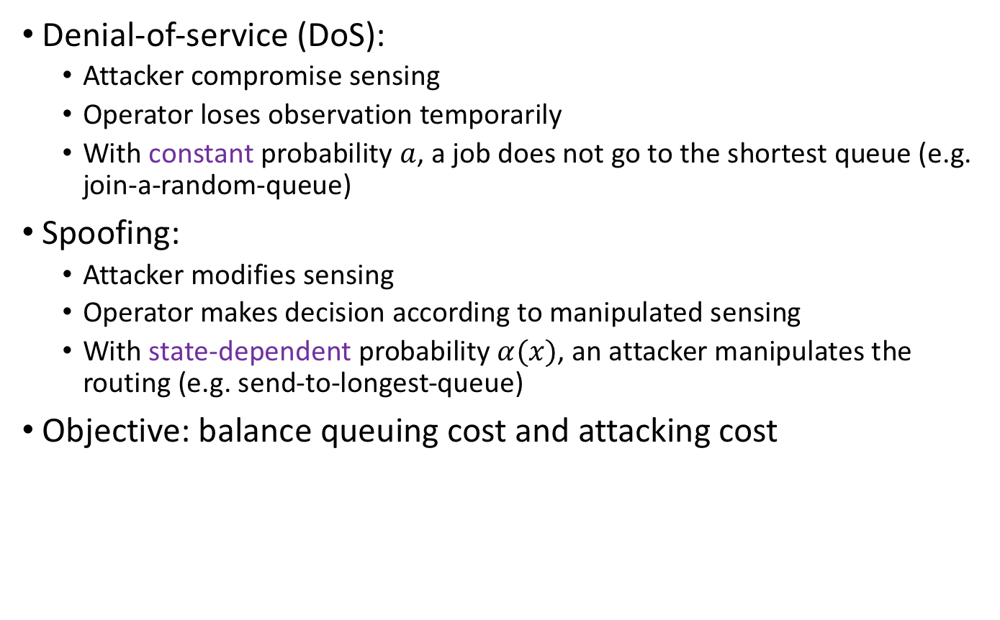 • Denial-of-service (DoS):
• Attacker compromise sensing
• Operator loses observation temporarily
• With constant probability 𝑎, a job does not go to the shortest queue (e.g.
join-a-random-queue)
• Spoofing:
• Attacker modifies sensing
• Operator makes decision according to manipulated sensing
• With state-dependent probability 𝛼(𝑥), an attacker manipulates the
routing (e.g. send-to-longest-queue)
• Objective: balance queuing cost and attacking cost